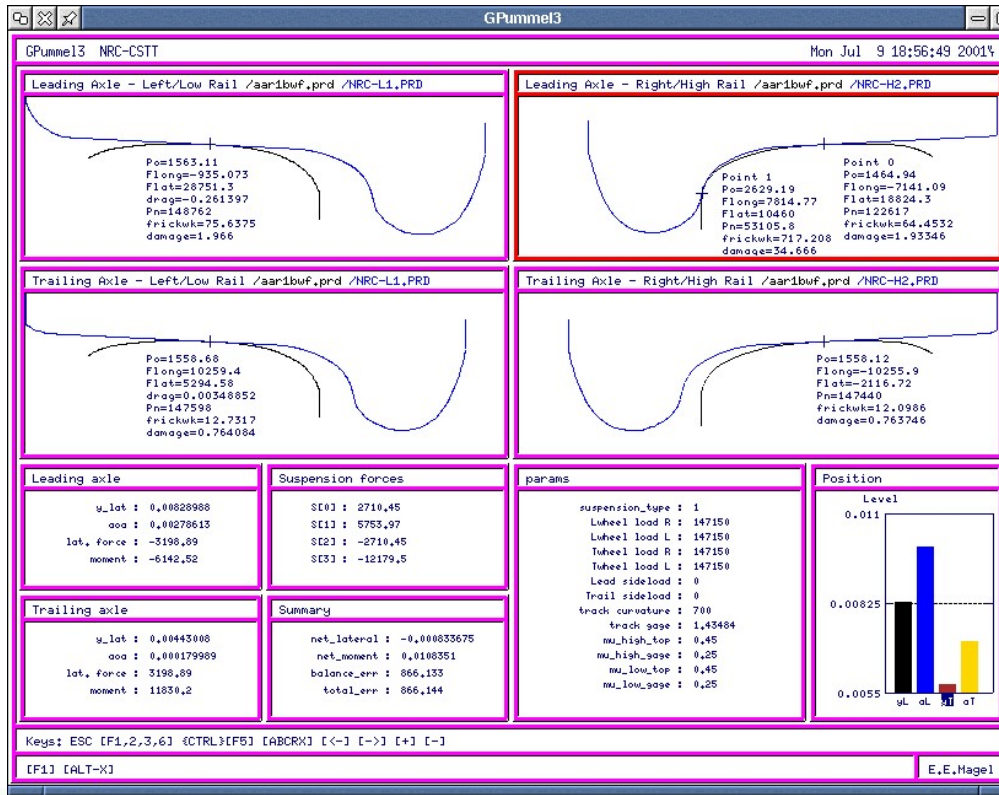 GPummel3
GPummel3 NRC-CSTT
Mon Jul 9 18:56:49 2001
Leading Axle - Left/Low Rail /aar1bwf.prd /NRC-L1.PRD
Po=1563.11
Flong=-935.073
Flat=28751.3
drag=-0.261397
Pn=148762
frickwk=75.6375
damage=1.966
Leading Axle - Right/High Rail /aar1bwf.prd /NRC-H2.PRD
Point 1
Po=2629.19
Flong=7814.77
Flat=10460
Pn=53105.8
frickwk=717.208
damage=34.666
Point 0
Po=1464.94
Flong=-7141.09
Flat=18824.3
Pn=122617
frickwk=64.4532
damage=1.93346
Trailing Axle - Left/Low Rail /aar1bwf.prd /NRC-L1.PRD
Po=1558.68
Flong=10259.4
Flat=5294.58
drag=0.00348852
Pn=147598
frickwk=12.7317
damage=0.764084
Trailing Axle - Right/High Rail /aar1bwf.prd /NRC-H2.PRD
Po=1558.12
Flong=-10255.9
Flat=-2116.72
Pn=147440
frickwk=12.0986
damage=0.763746
Leading axle
y_lat : 0.00828988
aoa : 0.00278613
lat. force : -3198.89
moment : -6142.52
Suspension forces
S[0] : 2710.45
S[1] : 5753.97
S[2] : -2710.45
S[3] : -12179.5
Trailing axle
y_lat : 0.00443008
aoa : 0.000179989
lat. force : 3198.89
moment : 11830.2
Summary
net_lateral : -0.000833675
net_moment : 0.0108351
balance_err : 866.133
total_err : 866.144
params
suspension_type : 1
Lwheel load R : 147150
Lwheel load L : 147150
Twheel load R : 147150
Twheel load L : 147150
Lead sideload : 0
Trail sideload : 0
track curvature : 700
track gage : 1.43484
mu_high_top : 0.45
mu_high_gage : 0.25
mu_low_top : 0.45
mu_low_gage : 0.25
Position
Level
0.011
0.00825
0.0055
yL aL yT aT
Keys: ESC [F1,2,3,6] {CTRL}[F5] [ABCRX] [<-] [->] [+] [-]
[F1] [ALT-X]
E.E.Magel